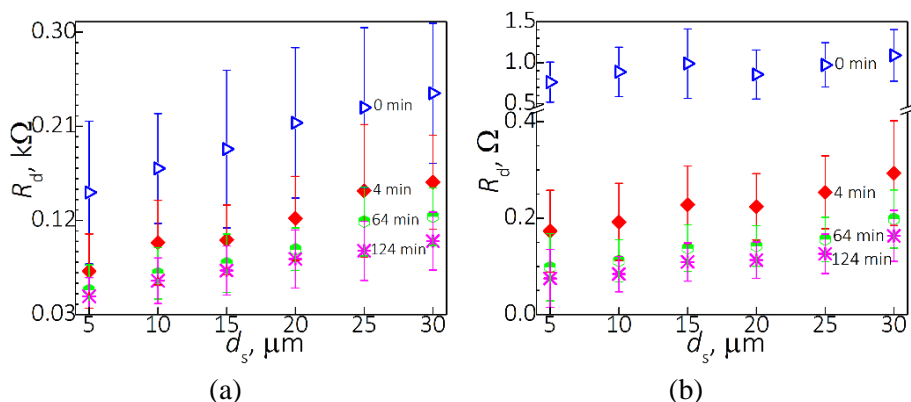 0.30
0.21
0.12
0.03
R_d, kΩ
0 min
4 min
64 min
124 min
5 10 15 20 25 30
d_s, μm
(a)
1.5
1.0
0.5
0.4
0.2
0.0
R_d, Ω
0 min
4 min
64 min
124 min
5 10 15 20 25 30
d_s, μm
(b)